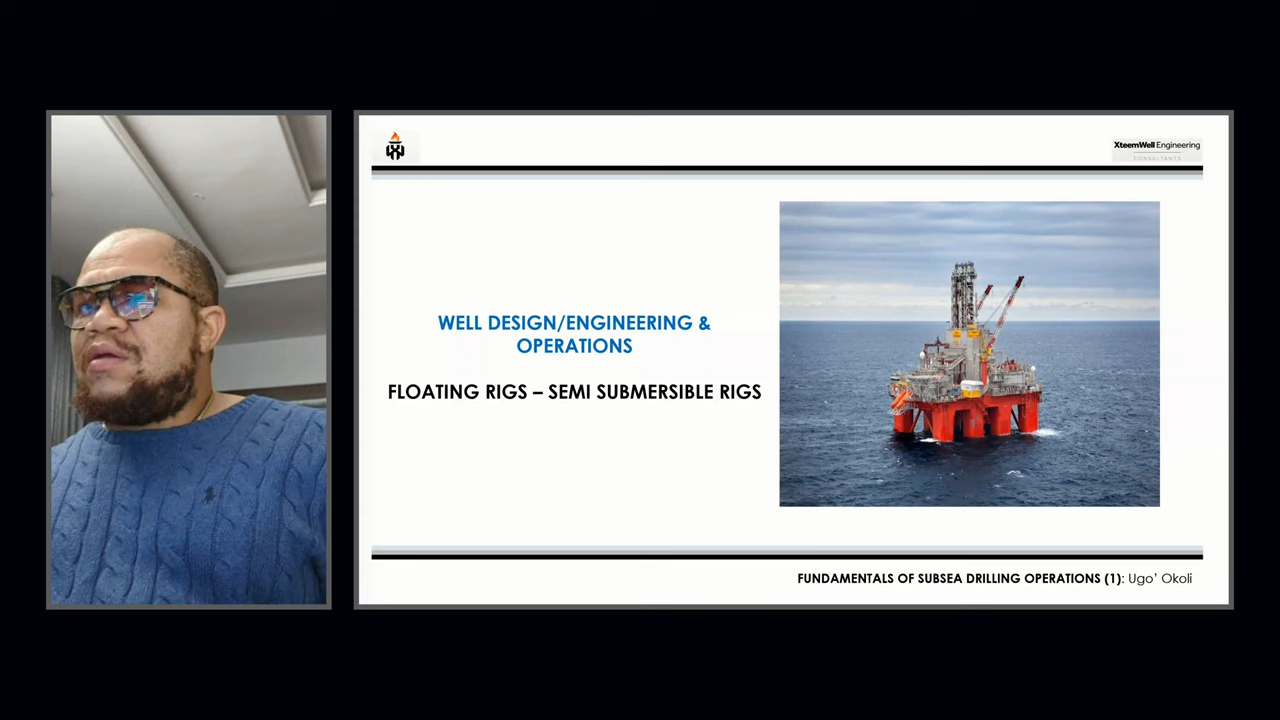 XteemWell Engineering
CONSULTANTS
WELL DESIGN/ENGINEERING &
OPERATIONS
FLOATING RIGS – SEMI SUBMERSIBLE RIGS
FUNDAMENTALS OF SUBSEA DRILLING OPERATIONS (1): Ugo’ Okoli